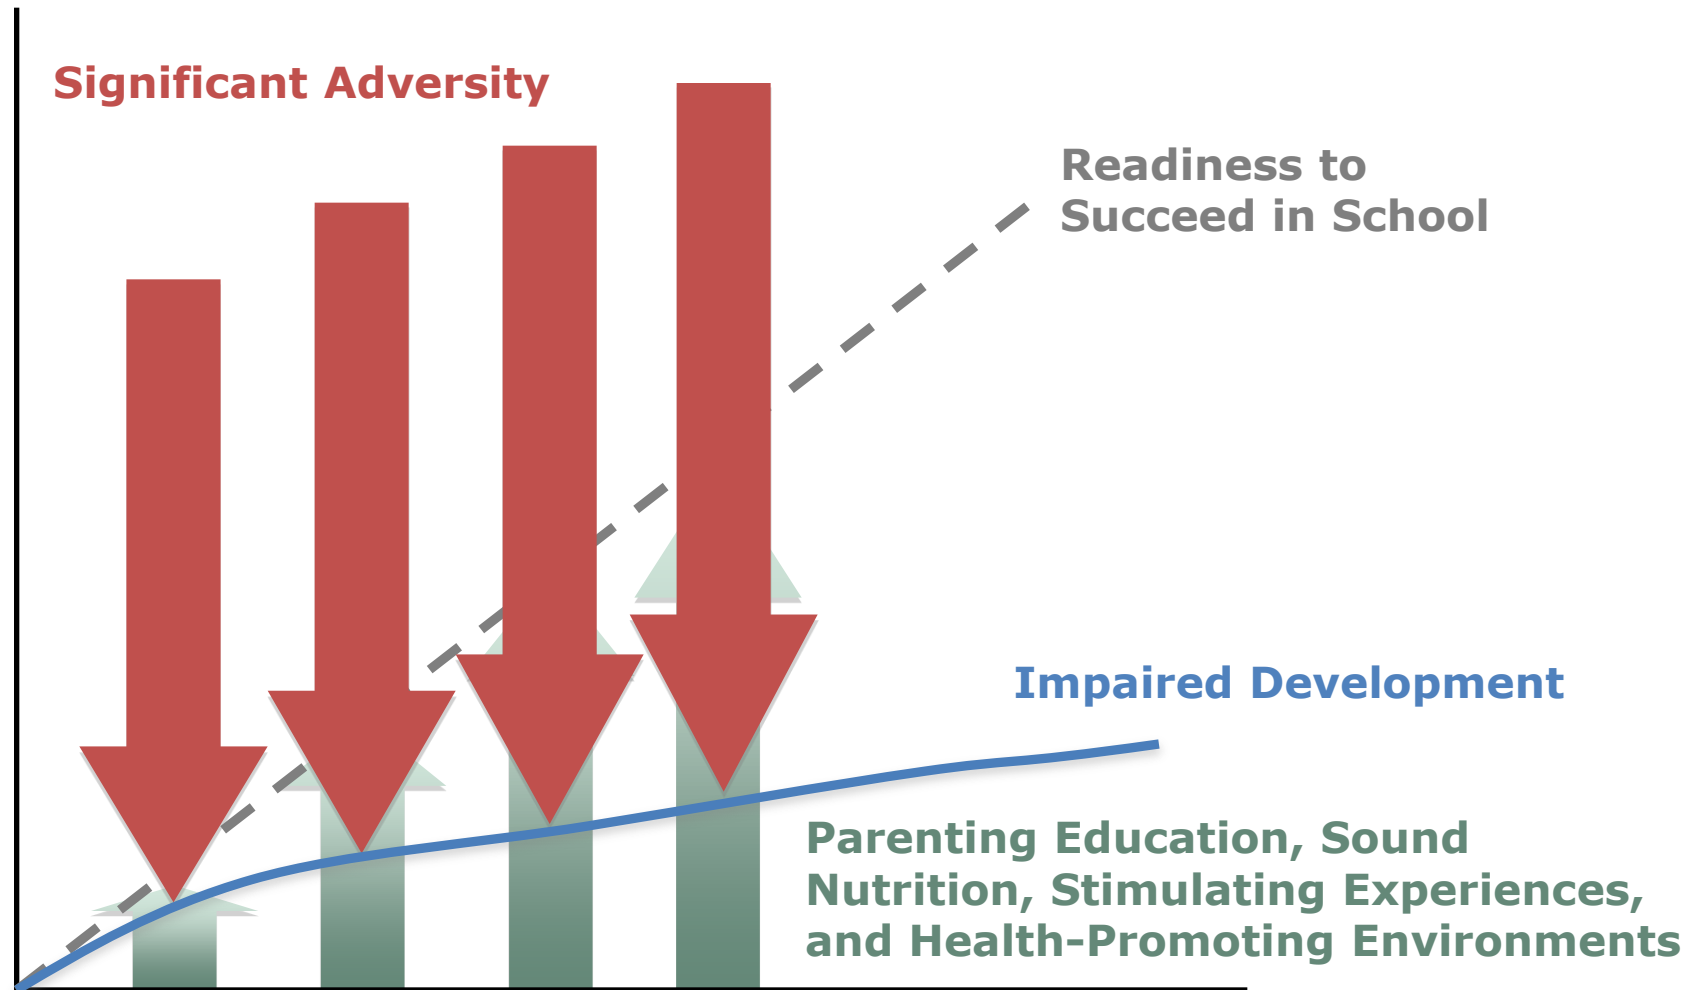 Significant Adversity
Readiness to
Succeed in School
Impaired Development
Parenting Education, Sound
Nutrition, Stimulating Experiences,
and Health-Promoting Environments